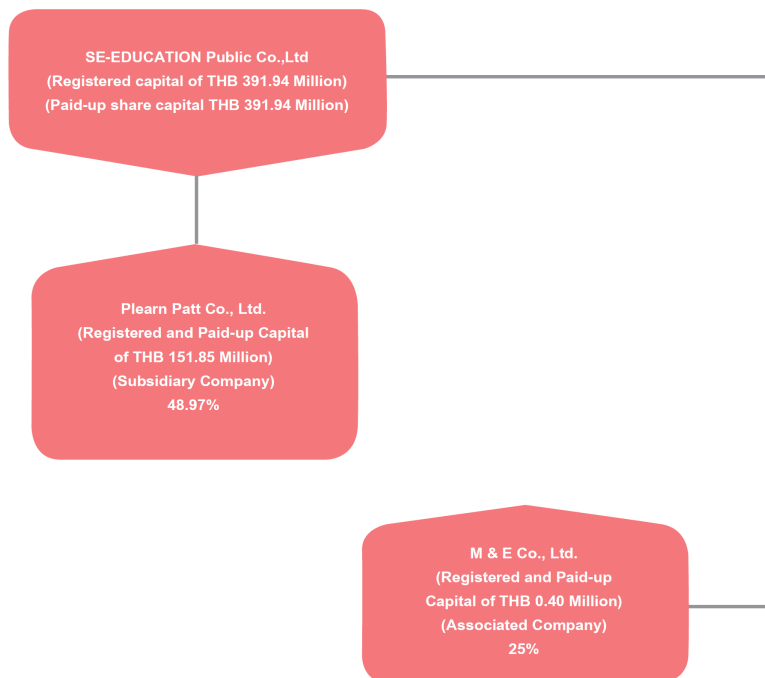 SE-EDUCATION Public Co.,Ltd
(Registered capital of THB 391.94 Million)
(Paid-up share capital THB 391.94 Million)
Plearn Patt Co., Ltd.
(Registered and Paid-up Capital
of THB 151.85 Million)
(Subsidiary Company)
48.97%
M & E Co., Ltd.
(Registered and Paid-up
Capital of THB 0.40 Million)
(Associated Company)
25%